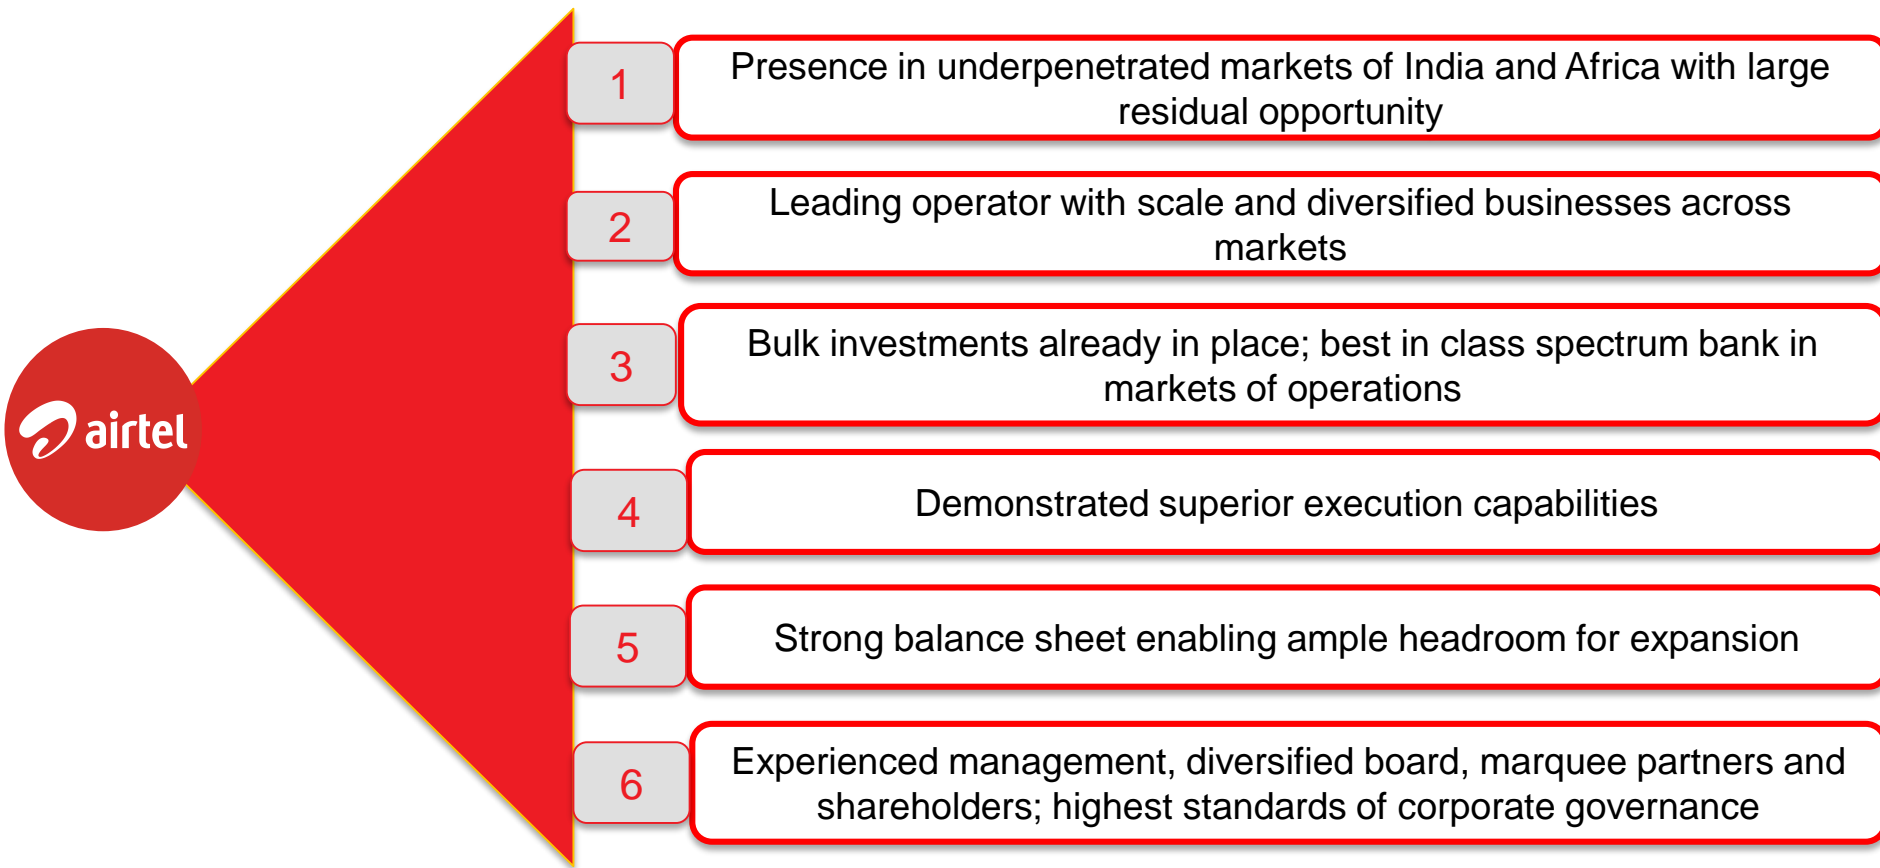 airtel
1
Presence in underpenetrated markets of India and Africa with large
residual opportunity
2
Leading operator with scale and diversified businesses across
markets
3
Bulk investments already in place; best in class spectrum bank in
markets of operations
4
Demonstrated superior execution capabilities
5
Strong balance sheet enabling ample headroom for expansion
6
Experienced management, diversified board, marquee partners and
shareholders; highest standards of corporate governance